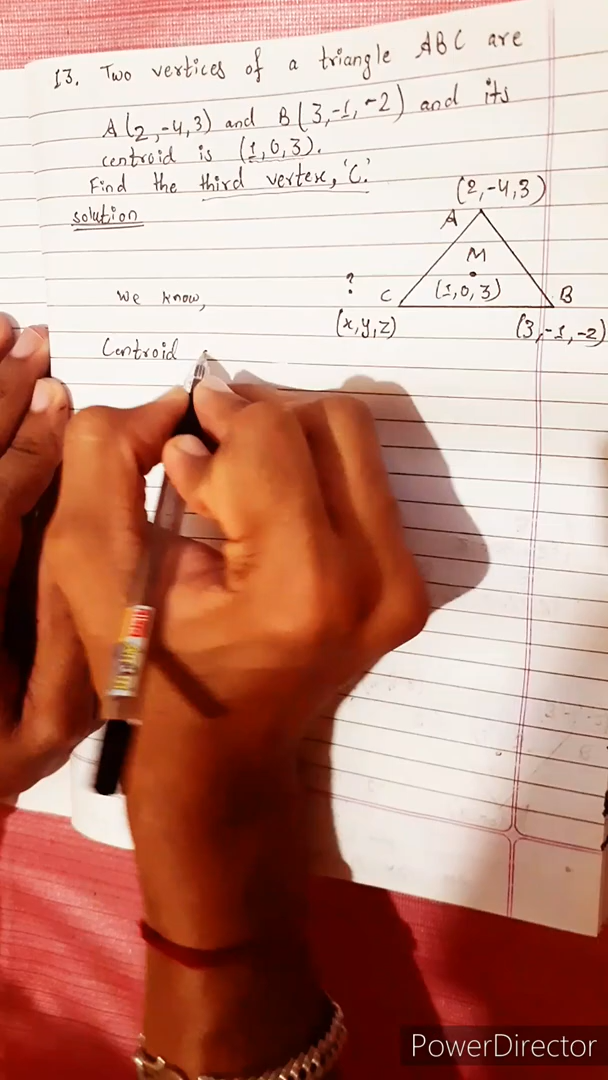 13. Two vertices of a triangle ABC are
A(2,-4,3) and B(3,-1,-2) and its
centroid is (1,0,3).
Find the third vertex, 'C'.
solution
(2,-4,3)
A
M
(1,0,3)
?
C
B
(x,y,z)
(3,-1,-2)
we know,
Centroid
PowerDirector